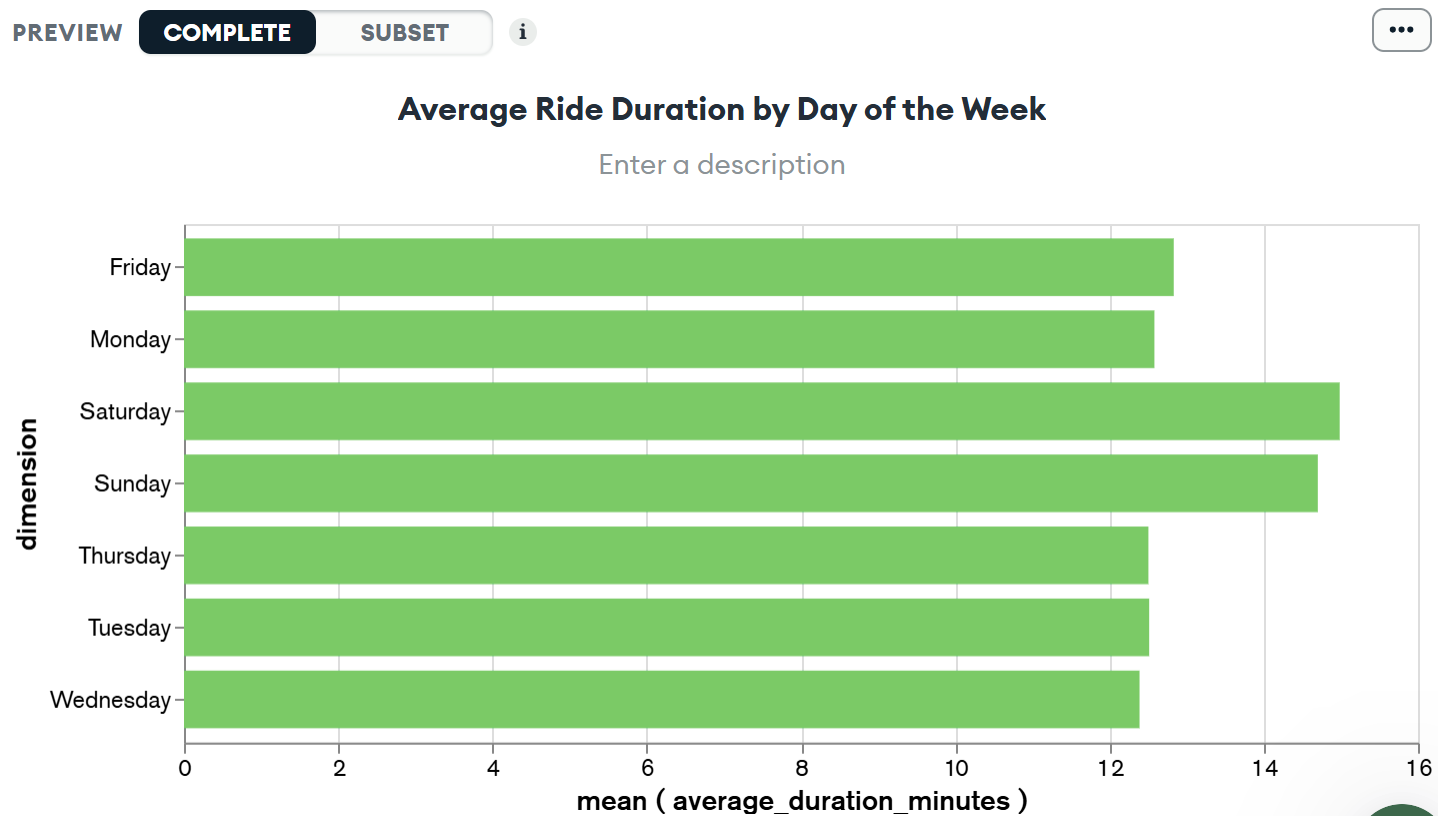 PREVIEW COMPLETE SUBSET i
Average Ride Duration by Day of the Week
Enter a description
dimension
Friday
Monday
Saturday
Sunday
Thursday
Tuesday
Wednesday
0 2 4 6 8 10 12 14 16
mean ( average_duration_minutes )